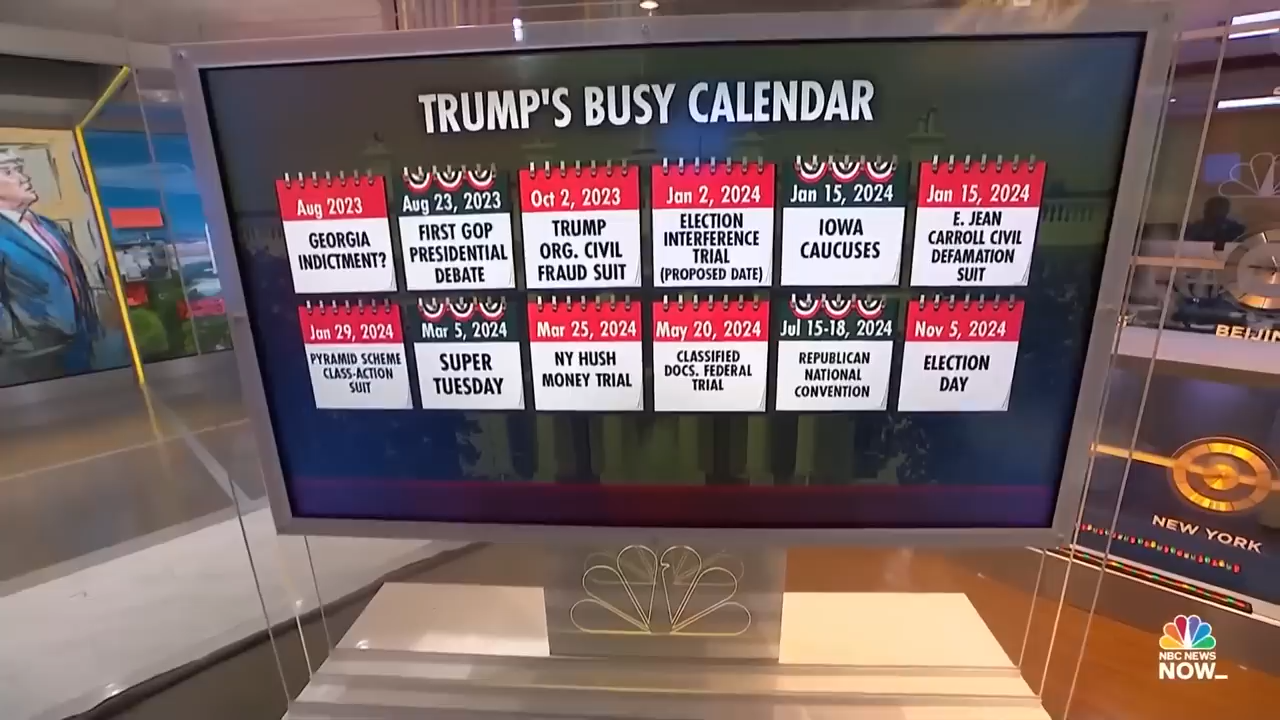 TRUMP'S BUSY CALENDAR
Aug 2023
GEORGIA
INDICTMENT?
Aug 23, 2023
FIRST GOP
PRESIDENTIAL
DEBATE
Oct 2, 2023
TRUMP
ORG. CIVIL
FRAUD SUIT
Jan 2, 2024
ELECTION
INTERFERENCE
TRIAL
(PROPOSED DATE)
Jan 15, 2024
IOWA
CAUCUSES
Jan 15, 2024
E. JEAN
CARROLL CIVIL
DEFAMATION
SUIT
Jan 29, 2024
PYRAMID SCHEME
CLASS-ACTION
SUIT
Mar 5, 2024
SUPER
TUESDAY
Mar 25, 2024
NY HUSH
MONEY TRIAL
May 20, 2024
CLASSIFIED
DOCS. FEDERAL
TRIAL
Jul 15-18, 2024
REPUBLICAN
NATIONAL
CONVENTION
Nov 5, 2024
ELECTION
DAY
BEIJIN
NEW YORK
NBC NEWS
NOW_